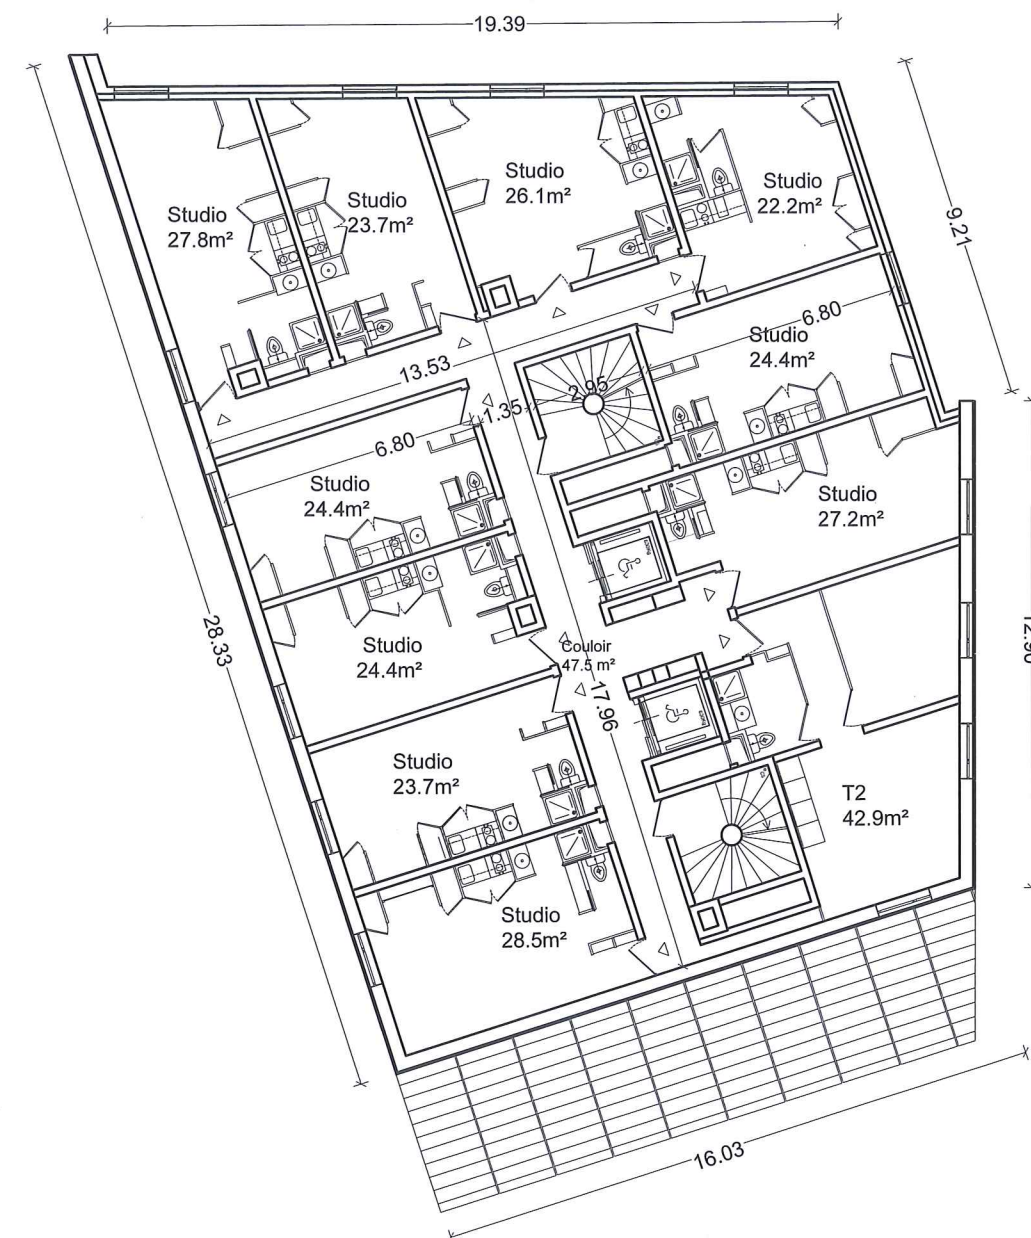 19.39
Studio
26.1m²
Studio
22.2m²
Studio
23.7m²
Studio
27.8m²
9.21
6.80
Studio
24.4m²
13.53
2.95
1.35
6.80
Studio
24.4m²
Studio
27.2m²
28.33
Studio
24.4m²
Couloir
47.5 m²
17.96
12.90
Studio
23.7m²
T2
42.9m²
Studio
28.5m²
16.03